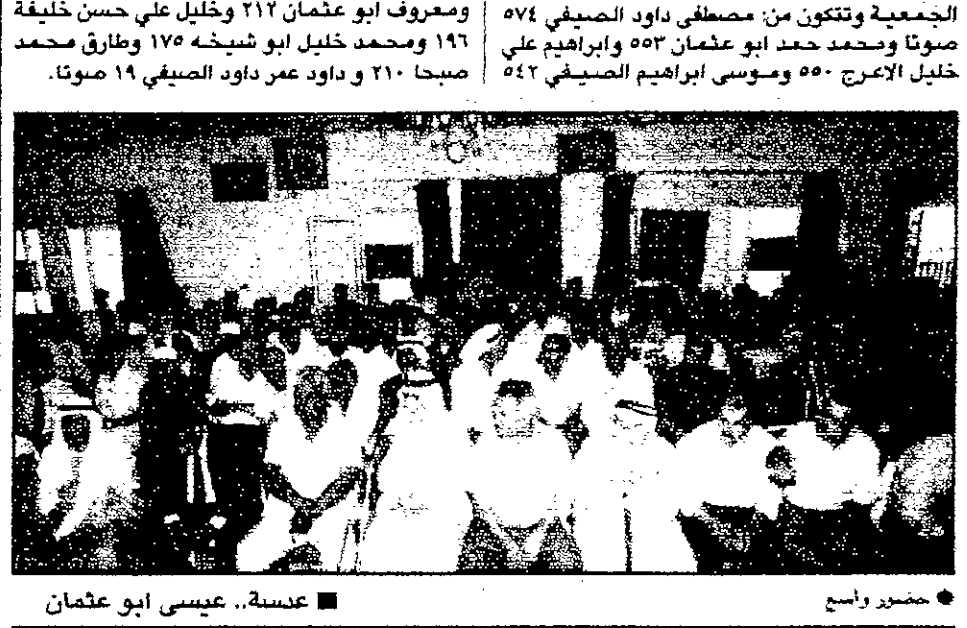 الجمعية وتتكون من: مصطفى داود الصيفي ٥٧٤
صوتا ومحمد حمد ابو عثمان ٥٥٣ وابراهيم علي
خليل الاعرج ٥٥٠ وموسى ابراهيم الصيفي ٥٤٢
ومعروف ابو عثمان ٢١٢ وخليل علي حسن خليفة
١٩٦ ومحمد خليل ابو شيخه ١٧٥ وطارق محمد
صبحا ٢١٠ و داود عمر داود الصيفي ١٩ صوتا.
● حضور واسع
■ عدسة.. عيسى ابو عثمان